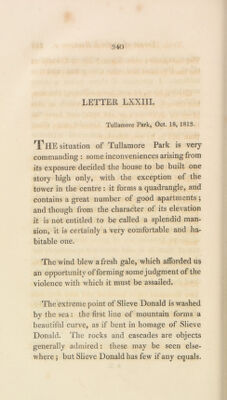 340
LETTER LXXIII.
Tullamore Park, Oct. 18, 1812.
THE situation of Tullamore Park is very
commanding : some inconveniences arising from
its exposure decided the house to be built one
story high only, with the exception of the
tower in the centre : it forms a quadrangle, and
contains a great number of good apartments ;
and though from the character of its elevation
it is not entitled to be called a splendid man-
sion, it is certainly a very comfortable and ha-
bitable one.
The wind blew a fresh gale, which afforded us
an opportunity of forming some judgment of the
violence with which it must be assailed.
The extreme point of Slieve Donald is washed
by the sea : the first line of mountain forms a
beautiful curve, as if bent in homage of Slieve
Donald. The rocks and cascades are objects
generally admired : these may be seen else-
where ; but Slieve Donald has few if any equals.